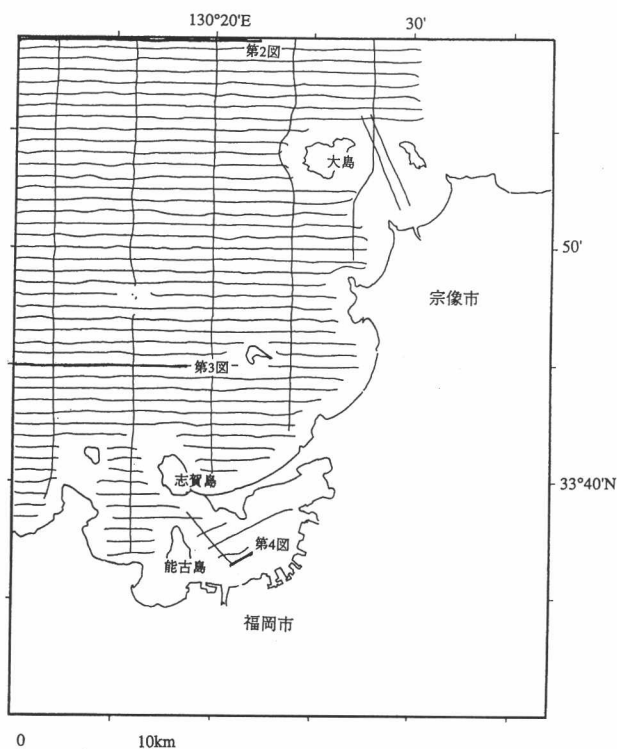 130°20'E
30'
第2図
大島
50'
宗像市
第3図
志賀島
33°40'N
第4図
能古島
福岡市
0 10km